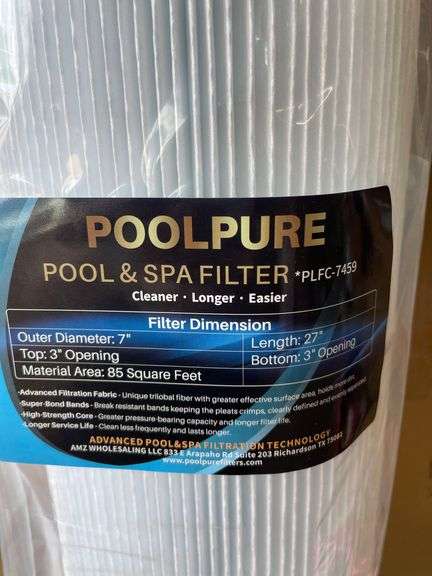 POOLPURE
POOL & SPA FILTER *PLFC-7459
Cleaner · Longer · Easier
Filter Dimension
Outer Diameter: 7" Length: 27"
Top: 3" Opening Bottom: 3" Opening
Material Area: 85 Square Feet
·Advanced Filtration Fabric - Unique trilobal fiber with greater effective surface area, holds more dirt.
·Super-Bond Bands - Break resistant bands keeping the pleats crimps, clearly defined and evenly separated.
·High-Strength Core - Greater pressure-bearing capacity and longer filter life.
·Longer Service Life - Clean less frequently and lasts longer.
ADVANCED POOL&SPA FILTRATION TECHNOLOGY
AMZ WHOLESALING LLC 833 E Arapaho Rd Suite 203 Richardson TX 75082
www.poolpurefilters.com